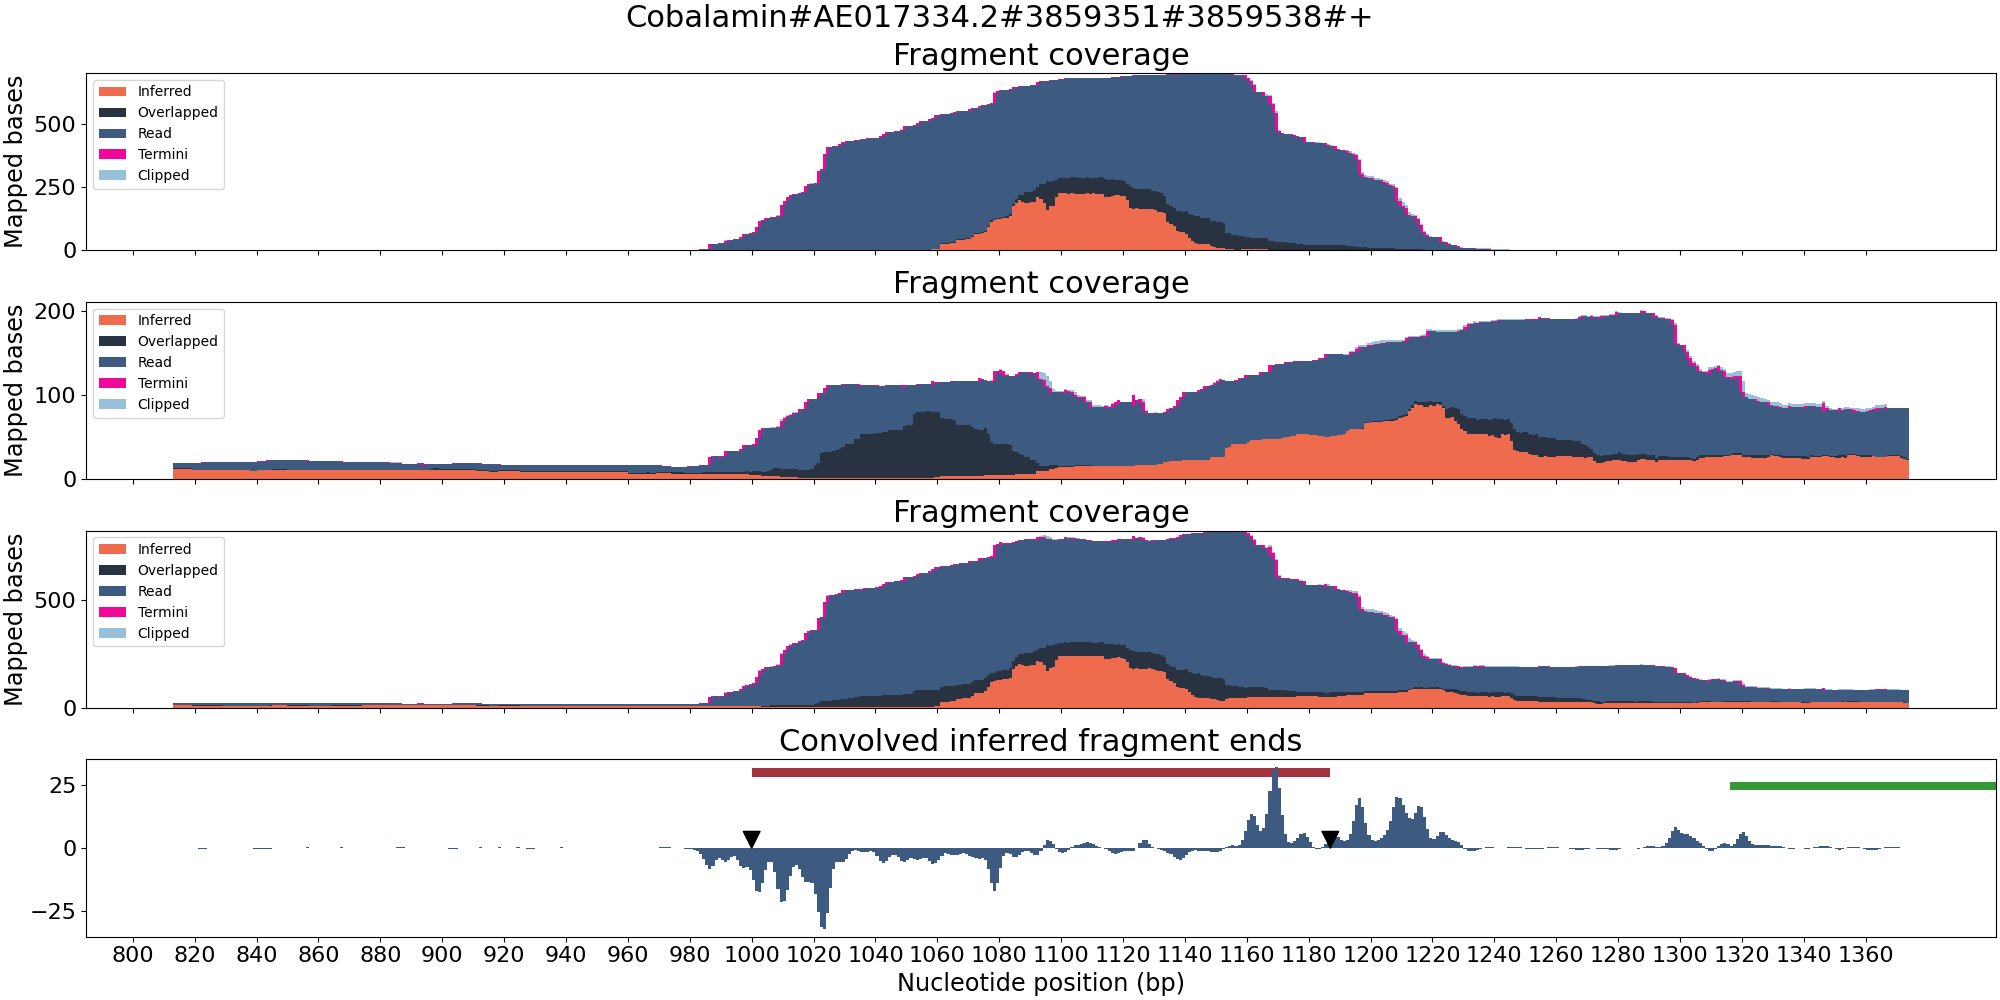 Cobalamin#AE017334.2#3859351#3859538#+
Fragment coverage
Mapped bases
500
250
0
Inferred
Overlapped
Read
Termini
Clipped
Fragment coverage
Mapped bases
200
100
0
Inferred
Overlapped
Read
Termini
Clipped
Fragment coverage
Mapped bases
500
0
Inferred
Overlapped
Read
Termini
Clipped
Convolved inferred fragment ends
25
0
−25
800 820 840 860 880 900 920 940 960 980 1000 1020 1040 1060 1080 1100 1120 1140 1160 1180 1200 1220 1240 1260 1280 1300 1320 1340 1360
Nucleotide position (bp)